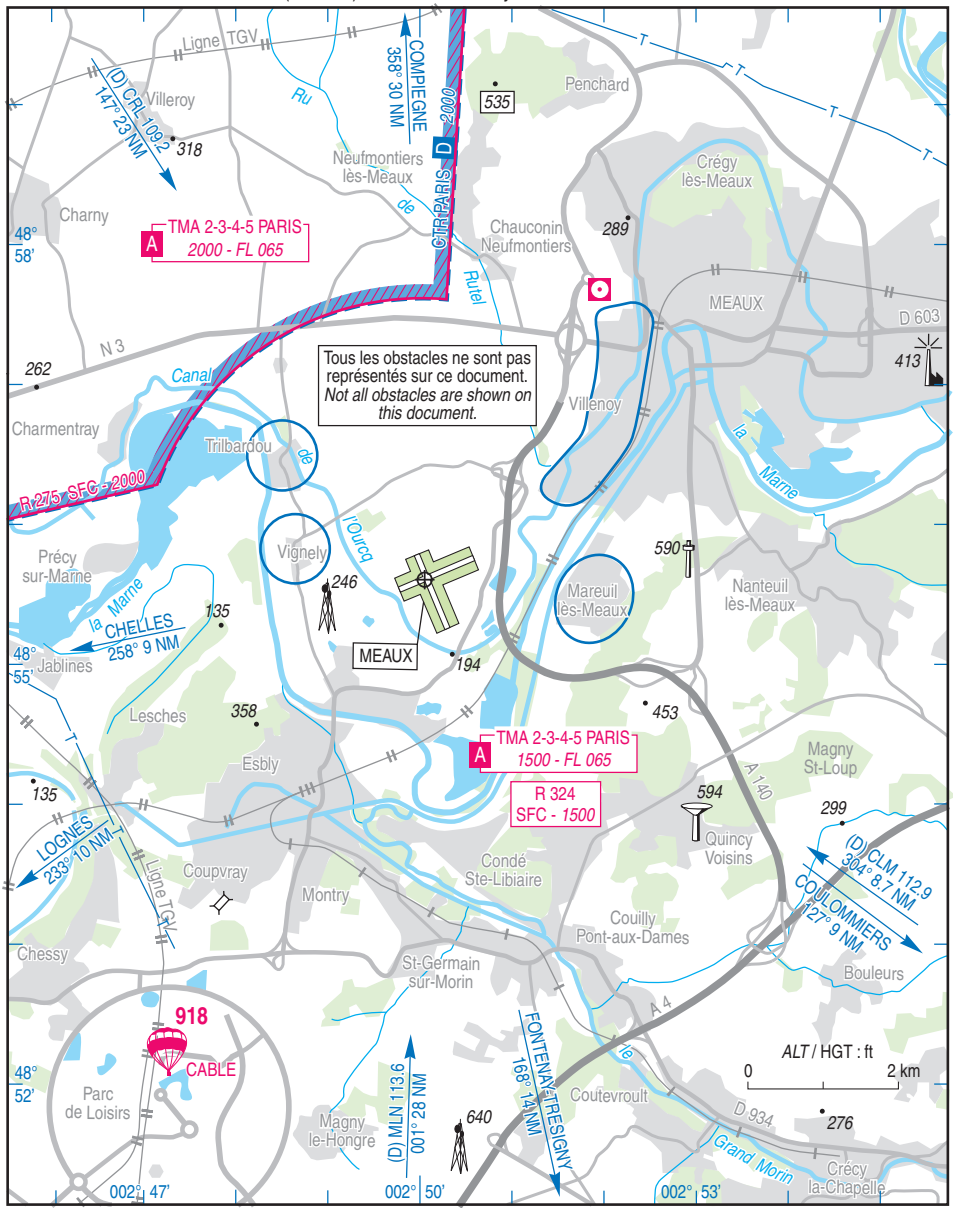 Ligne TGV
(D) CRL 109.2
147° 23 NM
Villeroy
318
Ru
COMPIEGNE
358° 30 NM
535
Penchard
T
T
T
T
CTR PARIS D 2000
Neufmontiers
lès-Meaux
de
Crégy
lès-Meaux
Charny
48°
58'
A
TMA 2-3-4-5 PARIS
2000 - FL 065
Chauconin
Neufmontiers
289
Rutel
MEAUX
D 603
N 3
262
413
Tous les obstacles ne sont pas
représentés sur ce document.
Not all obstacles are shown on
this document.
Canal
Charmentray
Trilbardou
de
Villenoy
la
Marne
R 275 SFC - 2000
l'Ourcq
Précy
sur-Marne
Vignely
246
590
Mareuil
lès-Meaux
Nanteuil
lès-Meaux
la Marne
135
CHELLES
258° 9 NM
MEAUX
194
48°
55'
Jablines
T
Lesches
358
453
Esbly
A
TMA 2-3-4-5 PARIS
1500 - FL 065
Magny
St-Loup
A 140
135
R 324
SFC - 1500
594
299
T
LOGNES
233° 10 NM
Quincy
Voisins
(D) CLM 112.9
304° 8.7 NM
COULOMMIERS
127° 9 NM
Ligne TGV
Coupvray
Montry
Condé
Ste-Libiaire
Couilly
Pont-aux-Dames
Chessy
St-Germain
sur-Morin
Bouleurs
A 4
918
CABLE
le
FONTENAY-TRESIGNY
168° 14 NM
(D) MLN 113.6
001° 28 NM
ALT / HGT : ft
0
2 km
48°
52'
Parc
de Loisirs
Coutevroult
Magny
le-Hongre
640
D 934
276
Grand Morin
Crécy
la-Chapelle
002° 47'
002° 50'
002° 53'